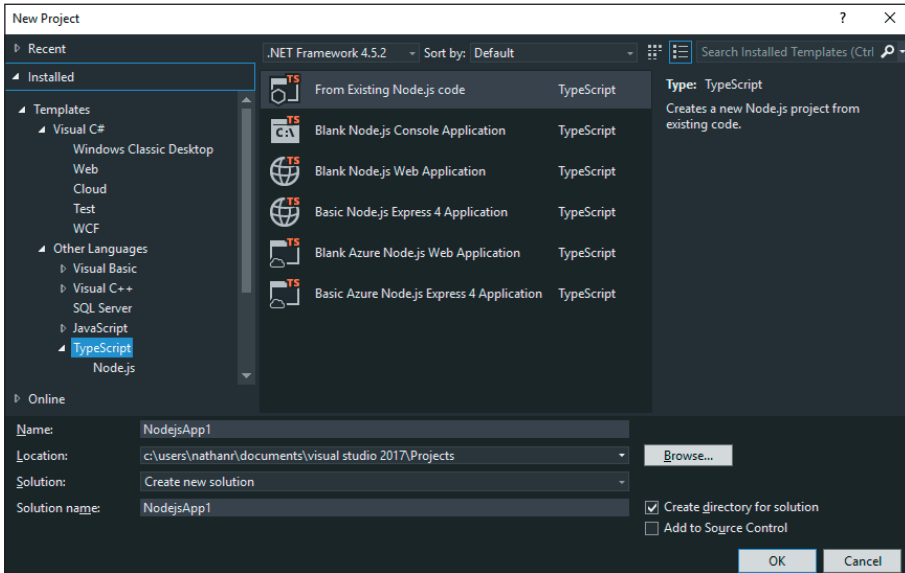 New Project
Recent
Installed
Templates
Visual C#
Windows Classic Desktop
Web
Cloud
Test
WCF
Other Languages
Visual Basic
Visual C++
SQL Server
JavaScript
TypeScript
Node.js
Online
.NET Framework 4.5.2 Sort by: Default
Search Installed Templates (Ctrl
TS From Existing Node.js code TypeScript
TS C:\ Blank Node.js Console Application TypeScript
TS Blank Node.js Web Application TypeScript
TS Basic Node.js Express 4 Application TypeScript
TS Blank Azure Node.js Web Application TypeScript
TS Basic Azure Node.js Express 4 Application TypeScript
Type: TypeScript
Creates a new Node.js project from
existing code.
Name: NodejsApp1
Location: c:\users\nathanr\documents\visual studio 2017\Projects Browse...
Solution: Create new solution
Solution name: NodejsApp1
Create directory for solution
Add to Source Control
OK Cancel